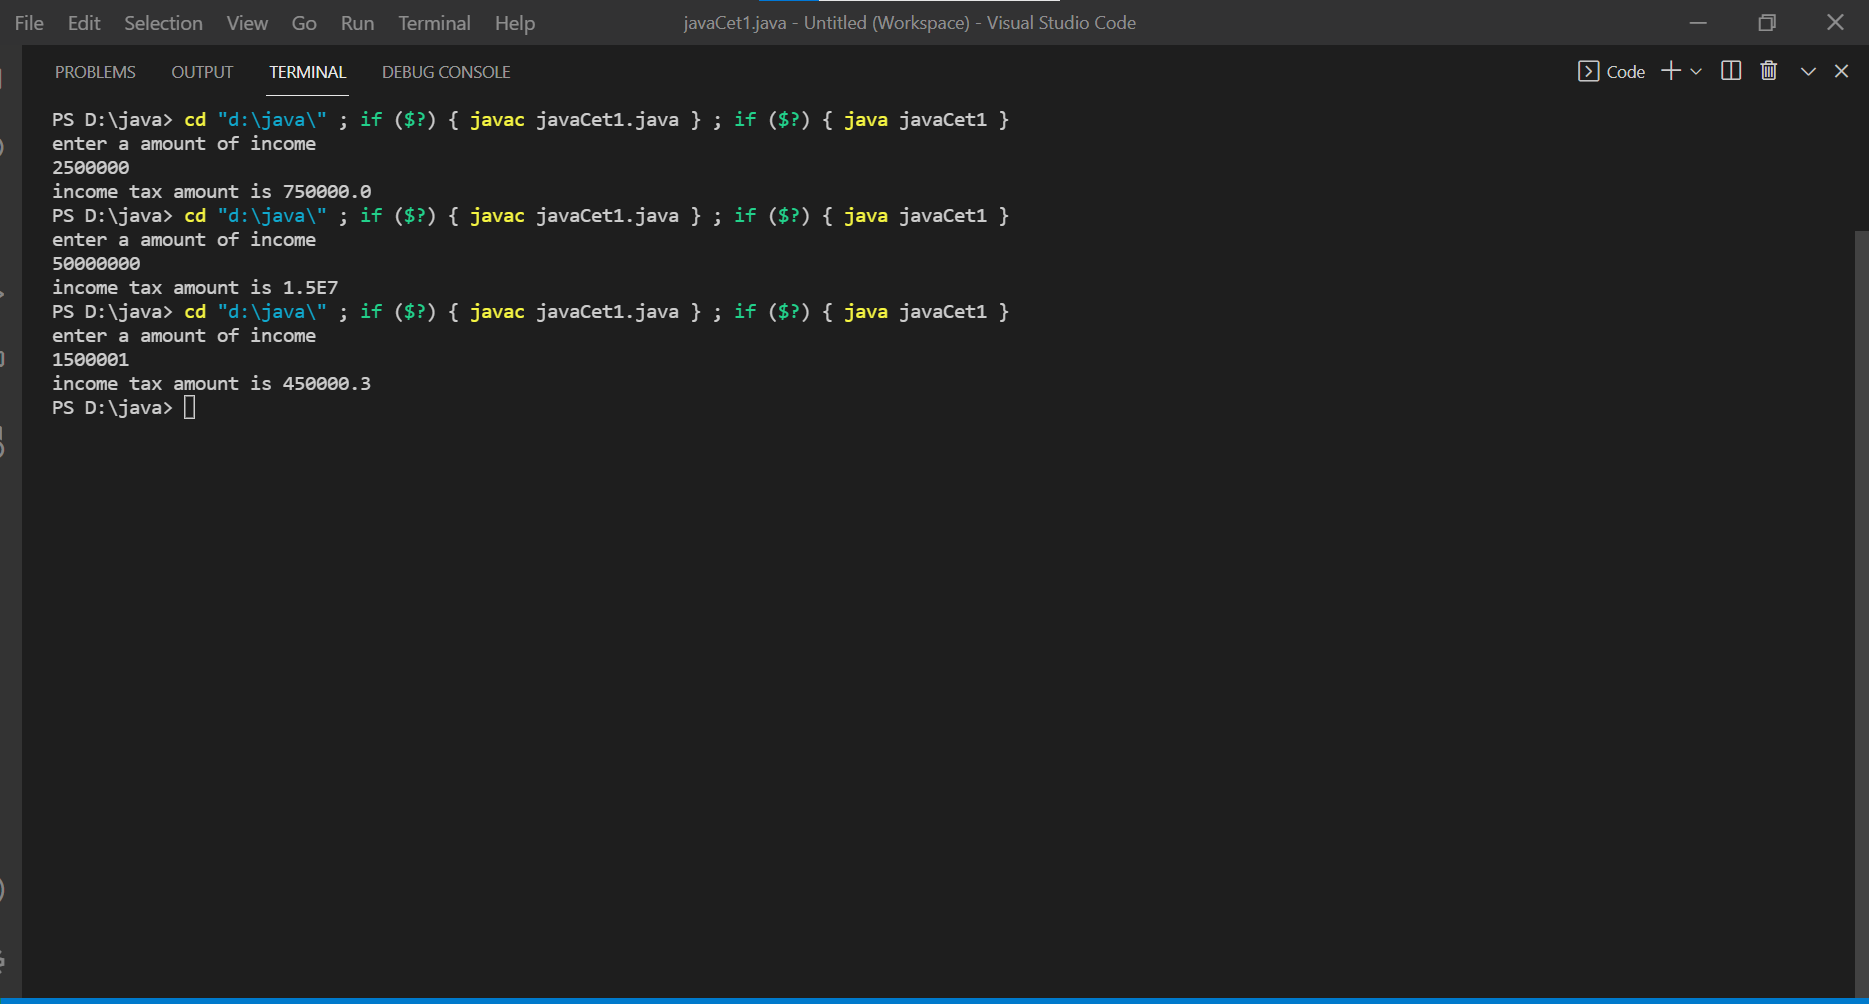 File Edit Selection View Go Run Terminal Help javaCet1.java - Untitled (Workspace) - Visual Studio Code
PROBLEMS OUTPUT TERMINAL DEBUG CONSOLE Code
PS D:\java> cd "d:\java\" ; if ($?) { javac javaCet1.java } ; if ($?) { java javaCet1 }
enter a amount of income
2500000
income tax amount is 750000.0
PS D:\java> cd "d:\java\" ; if ($?) { javac javaCet1.java } ; if ($?) { java javaCet1 }
enter a amount of income
50000000
income tax amount is 1.5E7
PS D:\java> cd "d:\java\" ; if ($?) { javac javaCet1.java } ; if ($?) { java javaCet1 }
enter a amount of income
1500001
income tax amount is 450000.3
PS D:\java>